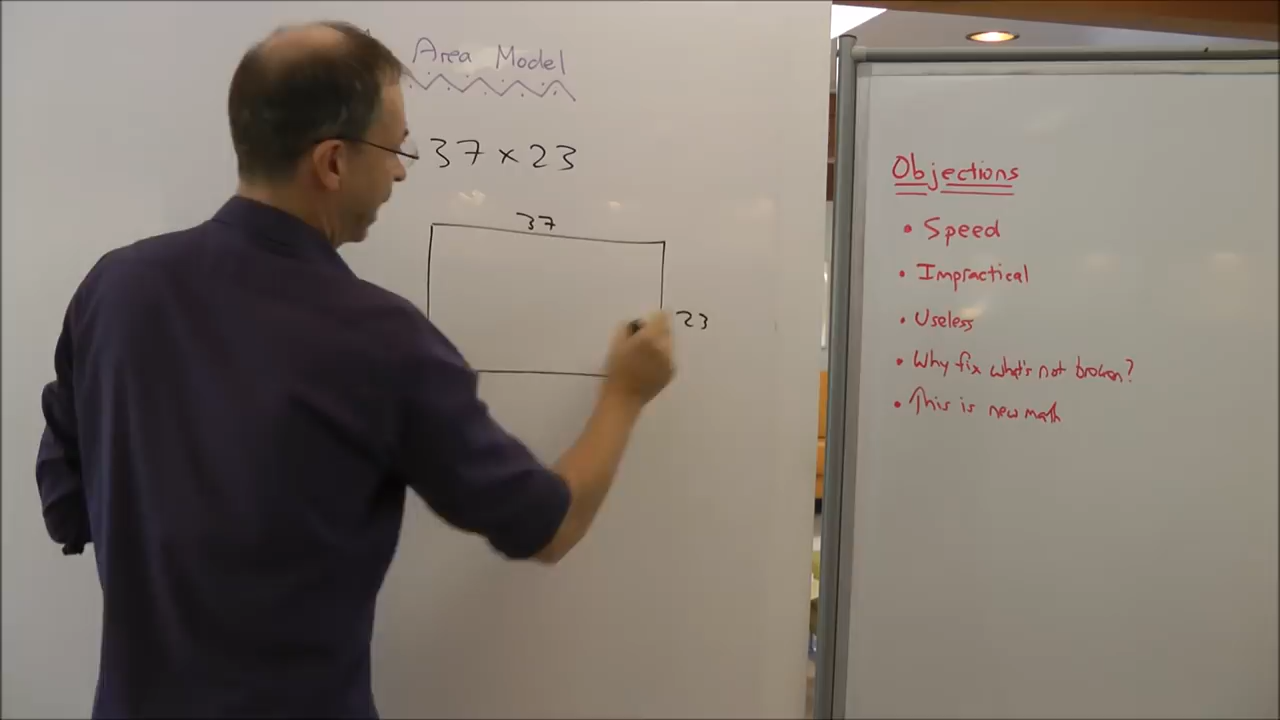 Area Model
37 x 23
37
23
Objections
• Speed
• Impractical
• Useless
• Why fix what's not broken?
• This is new math